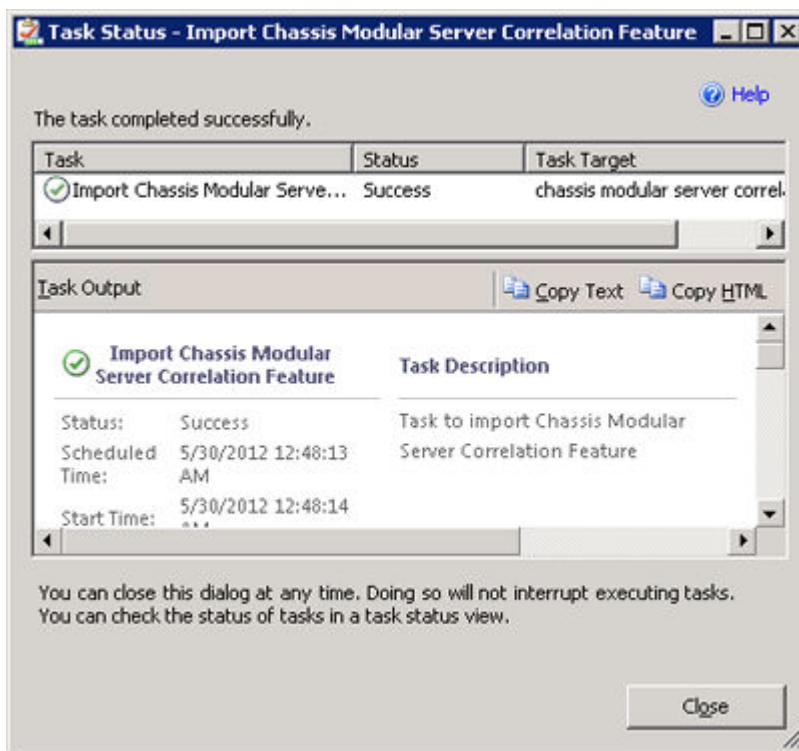 Task Status - Import Chassis Modular Server Correlation Feature
Help
The task completed successfully.
Task Status Task Target
Import Chassis Modular Serve... Success chassis modular server correl
Task Output Copy Text Copy HTML
Import Chassis Modular
Server Correlation Feature
Task Description
Status: Success
Task to import Chassis Modular
Scheduled 5/30/2012 12:48:13
Server Correlation Feature
Time: AM
Start Time: 5/30/2012 12:48:14
You can close this dialog at any time. Doing so will not interrupt executing tasks.
You can check the status of tasks in a task status view.
Close